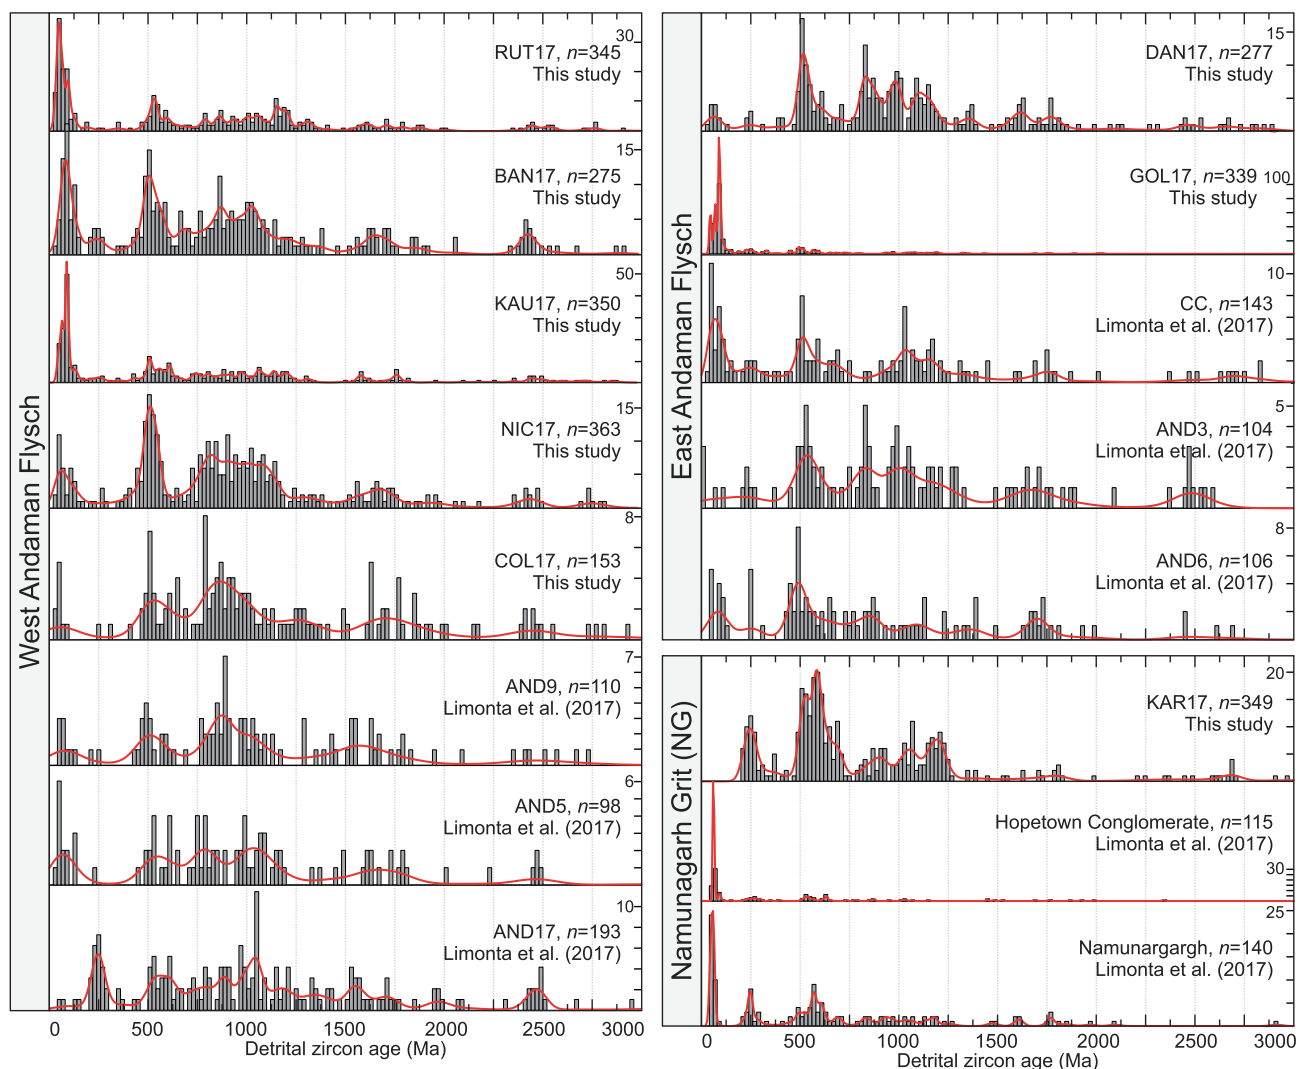 West Andaman Flysch
30
RUT17, n=345
This study
15
BAN17, n=275
This study
50
KAU17, n=350
This study
15
NIC17, n=363
This study
8
COL17, n=153
This study
7
AND9, n=110
Limonta et al. (2017)
6
AND5, n=98
Limonta et al. (2017)
10
AND17, n=193
Limonta et al. (2017)
0 500 1000 1500 2000 2500 3000
Detrital zircon age (Ma)
East Andaman Flysch
15
DAN17, n=277
This study
GOL17, n=339 100
This study
10
CC, n=143
Limonta et al. (2017)
5
AND3, n=104
Limonta et al. (2017)
8
AND6, n=106
Limonta et al. (2017)
Namunagarh Grit (NG)
20
KAR17, n=349
This study
Hopetown Conglomerate, n=115
Limonta et al. (2017)
30
25
Namunargargh, n=140
Limonta et al. (2017)
0 500 1000 1500 2000 2500 3000
Detrital zircon age (Ma)